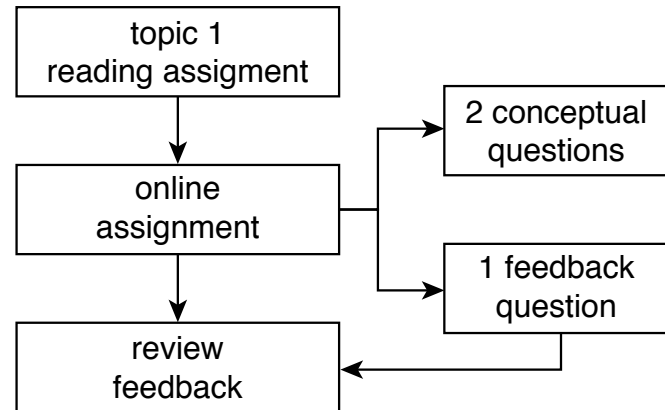 topic 1
reading assigment
2 conceptual
questions
online
assignment
1 feedback
question
review
feedback